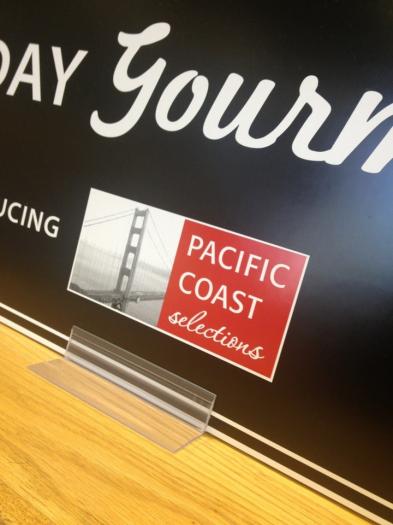 DAY Gourm
UCING
PACIFIC
COAST
selections